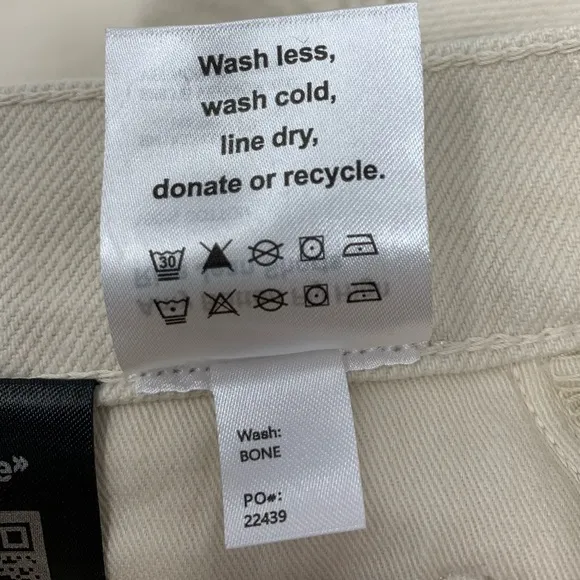 Wash less,
wash cold,
line dry,
donate or recycle.
30
Wash:
BONE
PO#:
22439
e»